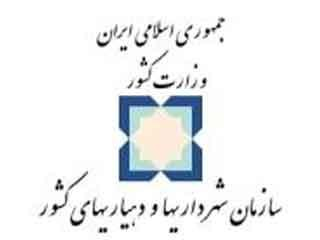 جمهوری اسلامی ایران
وزارت کشور
سازمان شهرداریها و دهیاریهای کشور